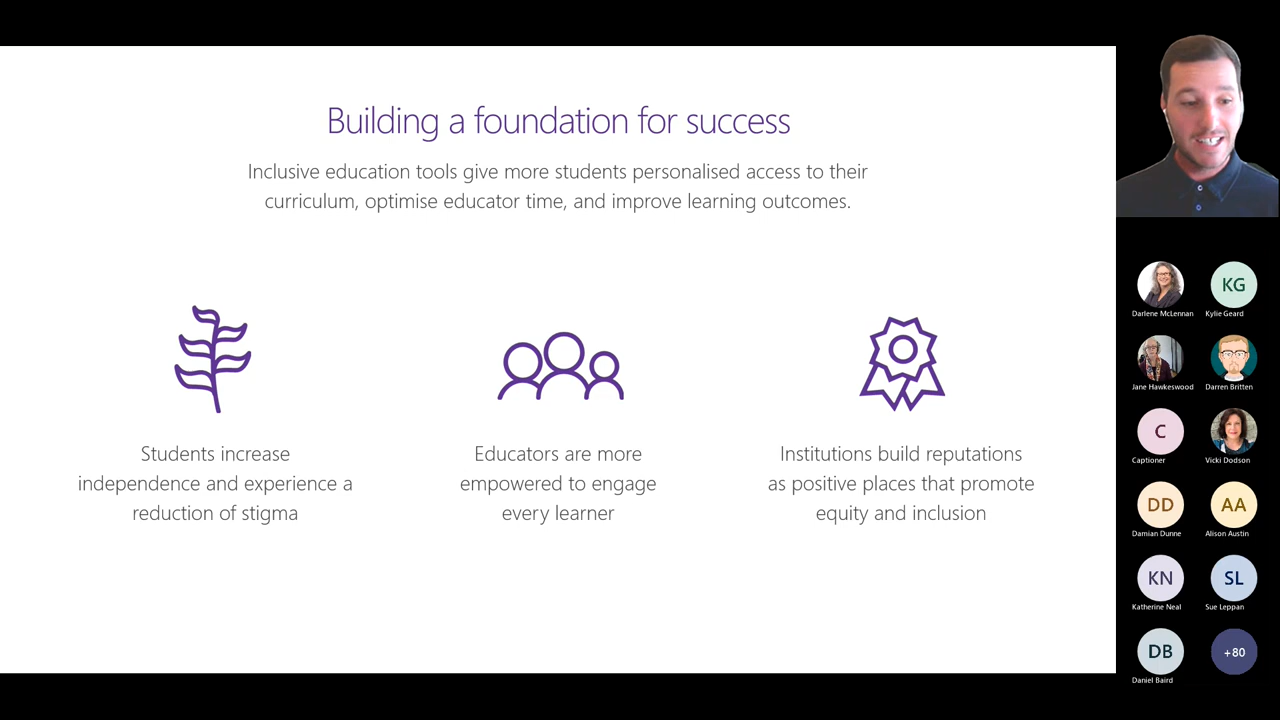 Building a foundation for success
Inclusive education tools give more students personalised access to their
curriculum, optimise educator time, and improve learning outcomes.
Students increase
independence and experience a
reduction of stigma
Educators are more
empowered to engage
every learner
Institutions build reputations
as positive places that promote
equity and inclusion
KG
Darlene McLennan
Kylie Geard
Jane Hawkeswood
Darren Britten
C
Captioner
Vicki Dodson
DD
AA
Damian Dunne
Alison Austin
KN
SL
Katherine Neal
Sue Leppan
DB
+80
Daniel Baird